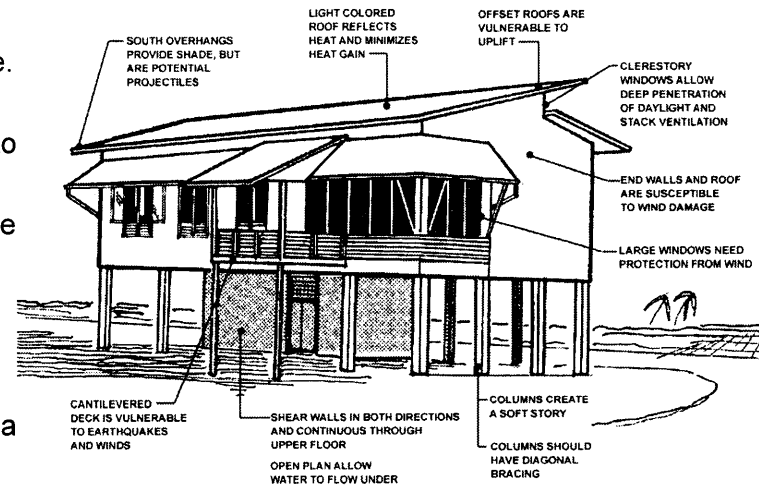 LIGHT COLORED
ROOF REFLECTS
HEAT AND MINIMIZES
HEAT GAIN
OFFSET ROOFS ARE
VULNERABLE TO
UPLIFT
SOUTH OVERHANGS
PROVIDE SHADE, BUT
ARE POTENTIAL
PROJECTILES
e.
CLERESTORY
WINDOWS ALLOW
DEEP PENETRATION
OF DAYLIGHT AND
STACK VENTILATION
o
END WALLS AND ROOF
ARE SUSCEPTIBLE
TO WIND DAMAGE
e
LARGE WINDOWS NEED
PROTECTION FROM WIND
CANTILEVERED
DECK IS VULNERABLE
TO EARTHQUAKES
AND WINDS
SHEAR WALLS IN BOTH DIRECTIONS
AND CONTINUOUS THROUGH
UPPER FLOOR
OPEN PLAN ALLOW
WATER TO FLOW UNDER
COLUMNS CREATE
A SOFT STORY
COLUMNS SHOULD
HAVE DIAGONAL
BRACING
a